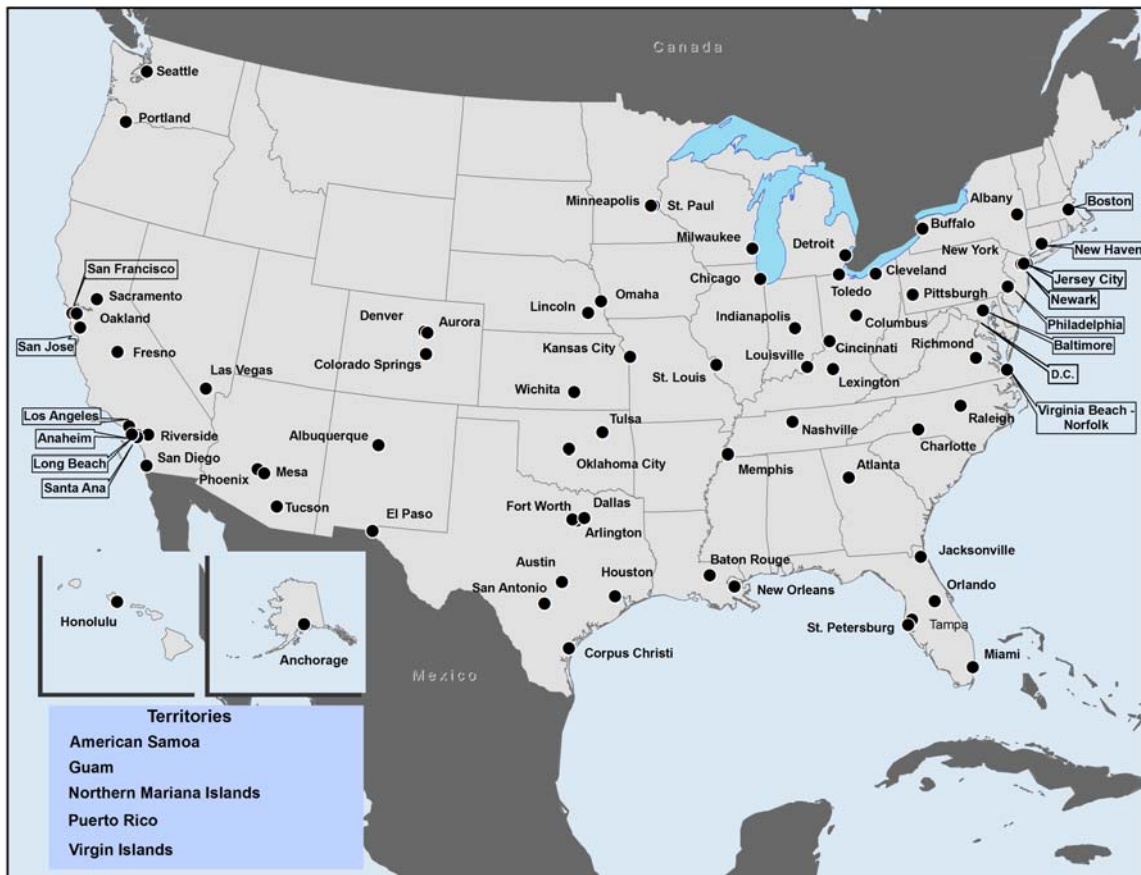 Canada
Seattle
Portland
Minneapolis
St. Paul
Albany
Boston
Buffalo
Milwaukee
Detroit
New York
New Haven
San Francisco
Chicago
Cleveland
Jersey City
Toledo
Newark
Sacramento
Omaha
Pittsburgh
Lincoln
Oakland
Denver
Aurora
Indianapolis
Columbus
Philadelphia
San Jose
Baltimore
Fresno
Kansas City
Louisville
Cincinnati
Richmond
Colorado Springs
D.C.
Las Vegas
St. Louis
Lexington
Wichita
Los Angeles
Tulsa
Virginia Beach -
Norfolk
Raleigh
Nashville
Anaheim
Riverside
Albuquerque
Charlotte
Long Beach
San Diego
Oklahoma City
Memphis
Atlanta
Mesa
Phoenix
Santa Ana
Tucson
El Paso
Fort Worth
Dallas
Arlington
Jacksonville
Baton Rouge
Austin
Houston
Orlando
San Antonio
New Orleans
Honolulu
St. Petersburg
Tampa
Corpus Christi
Miami
Anchorage
Mexico
Territories
American Samoa
Guam
Northern Mariana Islands
Puerto Rico
Virgin Islands